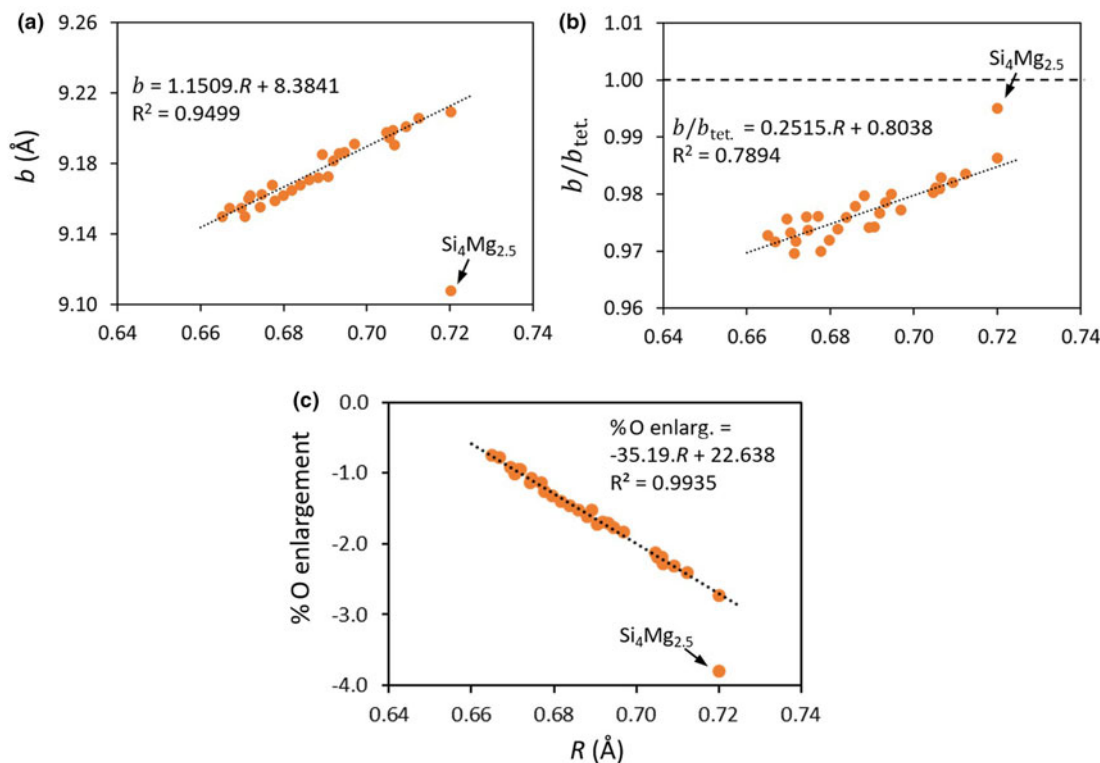 (a)
9.26
9.22
9.18
9.14
9.10
b (Å)
b = 1.1509.R + 8.3841
R² = 0.9499
Si₄Mg₂.₅
0.64 0.66 0.68 0.70 0.72 0.74
(b)
1.01
1.00
0.99
0.98
0.97
0.96
b/b_tet.
Si₄Mg₂.₅
b/b_tet. = 0.2515.R + 0.8038
R² = 0.7894
0.64 0.66 0.68 0.70 0.72 0.74
(c)
0.0
-1.0
-2.0
-3.0
-4.0
% O enlargement
%O enlarg. =
-35.19.R + 22.638
R² = 0.9935
Si₄Mg₂.₅
0.64 0.66 0.68 0.70 0.72 0.74
R (Å)